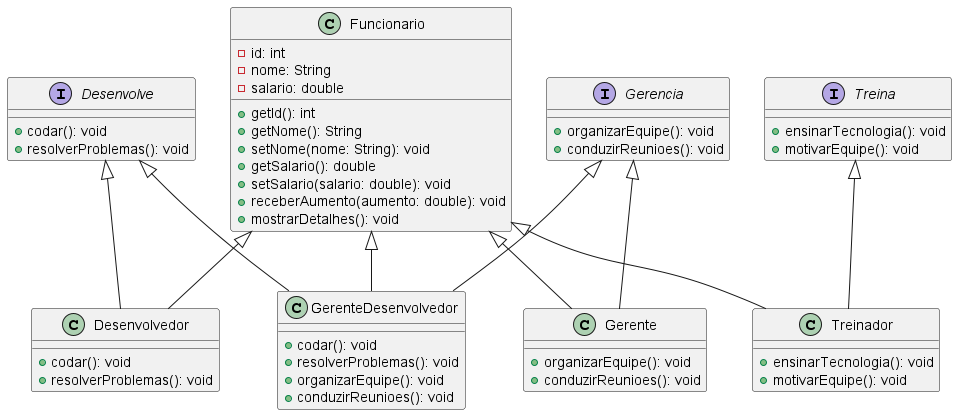 C Funcionario
id: int
nome: String
salario: double
getId(): int
getNome(): String
setNome(nome: String): void
getSalario(): double
setSalario(salario: double): void
receberAumento(aumento: double): void
mostrarDetalhes(): void
I Desenvolve
codar(): void
resolverProblemas(): void
I Gerencia
organizarEquipe(): void
conduzirReunioes(): void
I Treina
ensinarTecnologia(): void
motivarEquipe(): void
C Desenvolvedor
codar(): void
resolverProblemas(): void
C GerenteDesenvolvedor
codar(): void
resolverProblemas(): void
organizarEquipe(): void
conduzirReunioes(): void
C Gerente
organizarEquipe(): void
conduzirReunioes(): void
C Treinador
ensinarTecnologia(): void
motivarEquipe(): void